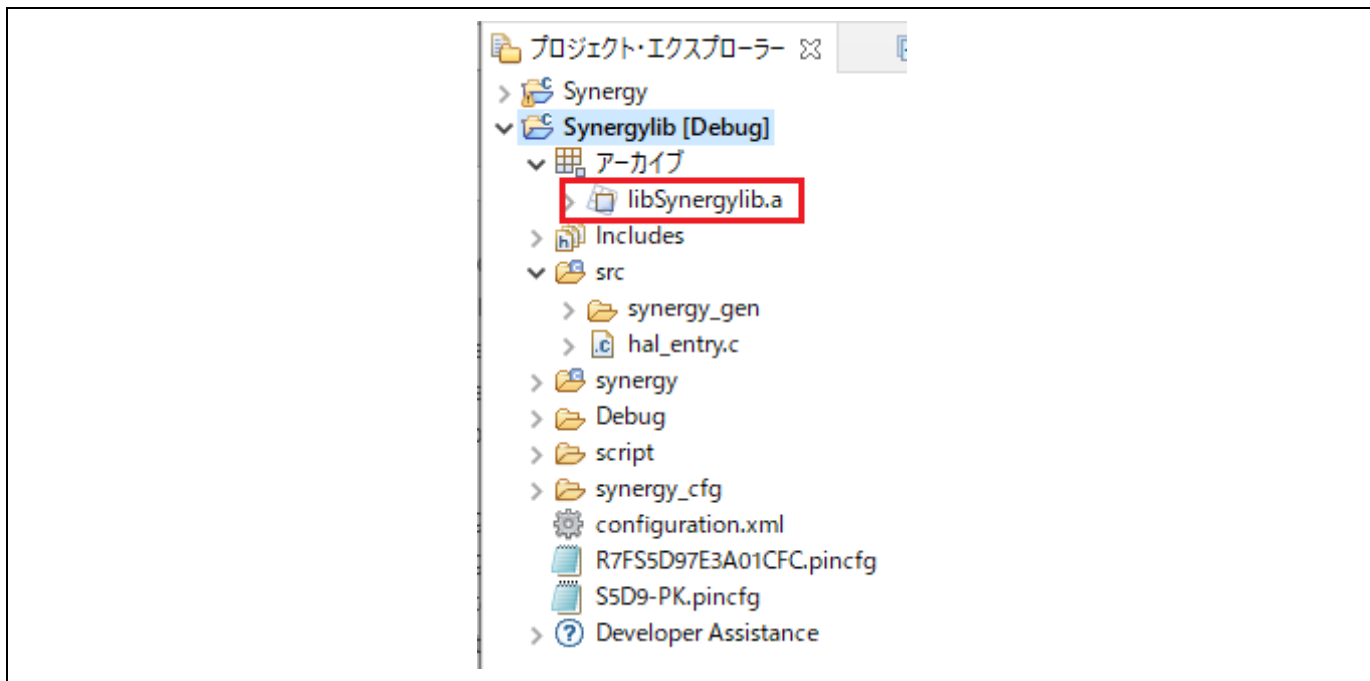 プロジェクト・エクスプローラー
Synergy
Synergylib [Debug]
アーカイブ
libSynergylib.a
Includes
src
synergy_gen
hal_entry.c
synergy
Debug
script
synergy_cfg
configuration.xml
R7FS5D97E3A01CFC.pincfg
S5D9-PK.pincfg
Developer Assistance